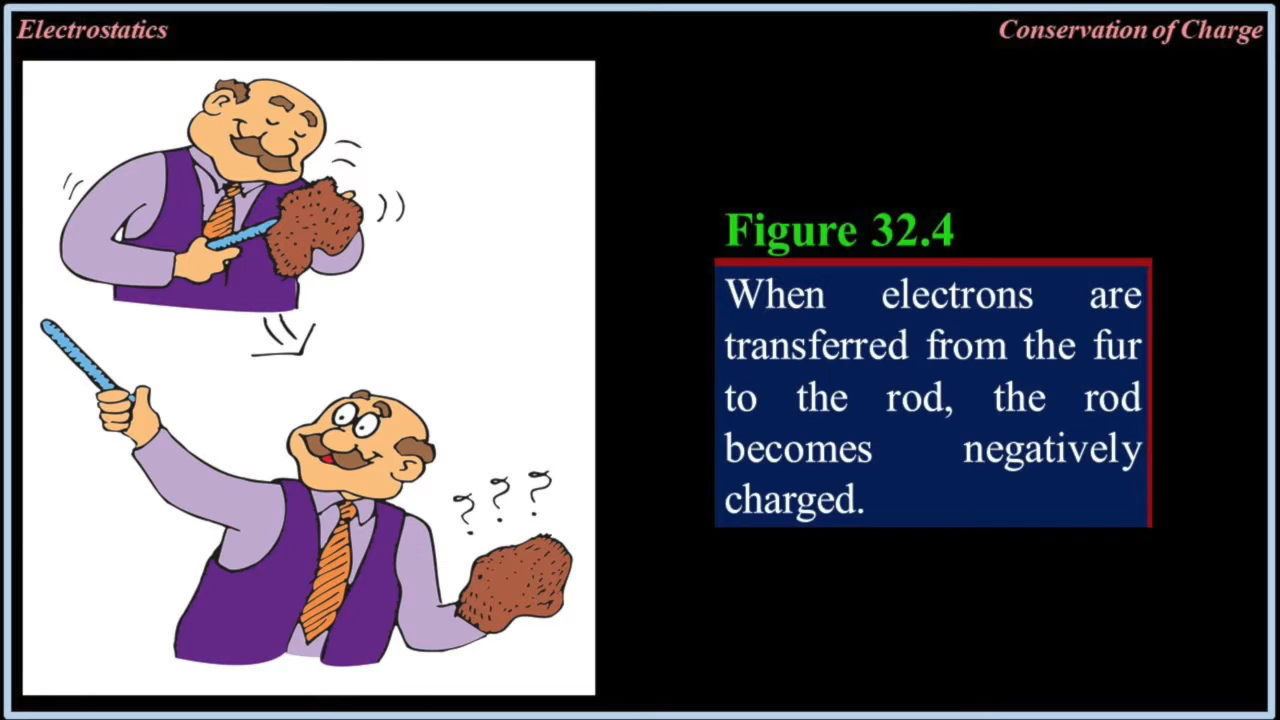 Electrostatics
Conservation of Charge
Figure 32.4
When electrons are
transferred from the fur
to the rod, the rod
becomes negatively
charged.
? ? ?